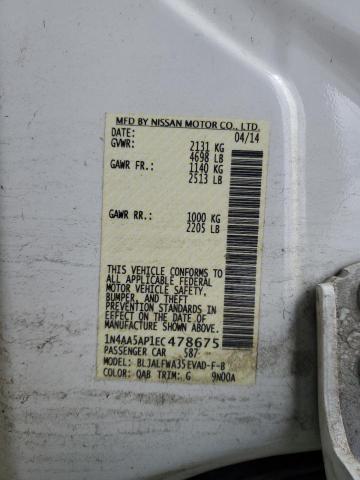 MFD BY NISSAN MOTOR CO., LTD.
DATE: 04/14
GVWR: 2131 KG
4698 LB
GAWR FR.: 1140 KG
2513 LB
GAWR RR.: 1000 KG
2205 LB
THIS VEHICLE CONFORMS TO
ALL APPLICABLE FEDERAL
MOTOR VEHICLE SAFETY,
BUMPER, AND THEFT
PREVENTION STANDARDS IN
EFFECT ON THE DATE OF
MANUFACTURE SHOWN ABOVE.
1N4AA5AP1EC478675
PASSENGER CAR 587
MODEL: BLJALFWA35EVAD-F-B
COLOR: QAB TRIM: G 9N00A